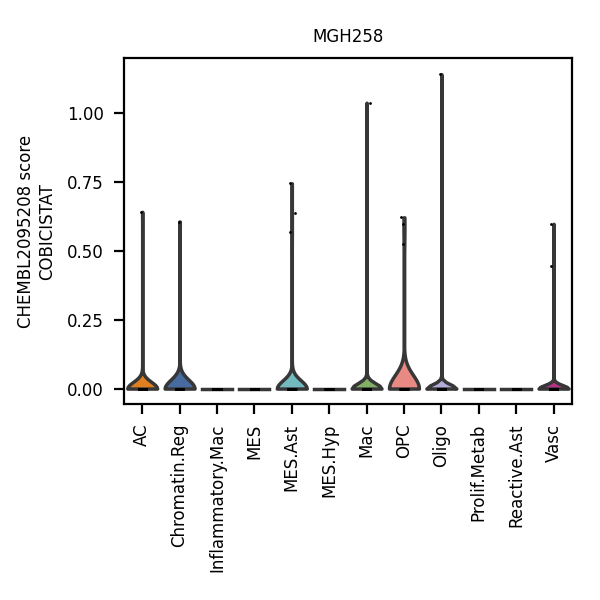 MGH258
CHEMBL2095208 score
COBICISTAT
1.00
0.75
0.50
0.25
0.00
AC
Chromatin.Reg
Inflammatory.Mac
MES
MES.Ast
MES.Hyp
Mac
OPC
Oligo
Prolif.Metab
Reactive.Ast
Vasc